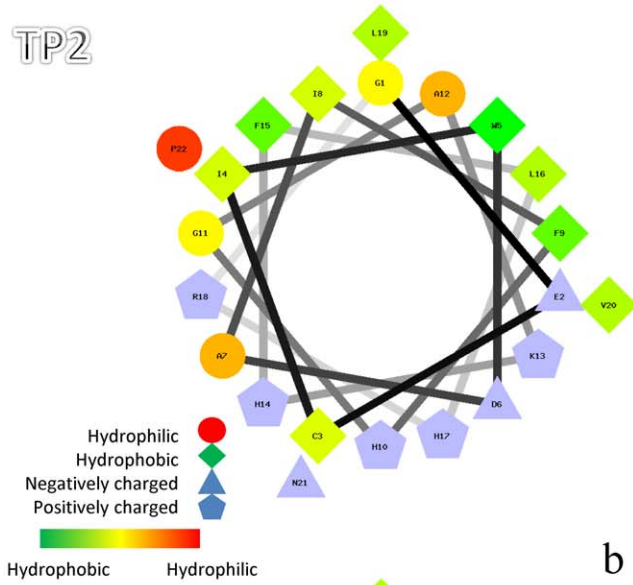 TP2
L19
G1
A12
I8
F15
W5
P22
I4
L16
G11
F9
R18
E2
V20
A7
K13
H14
D6
C3
H10
H17
N21
Hydrophilic
Hydrophobic
Negatively charged
Positively charged
Hydrophobic Hydrophilic
b